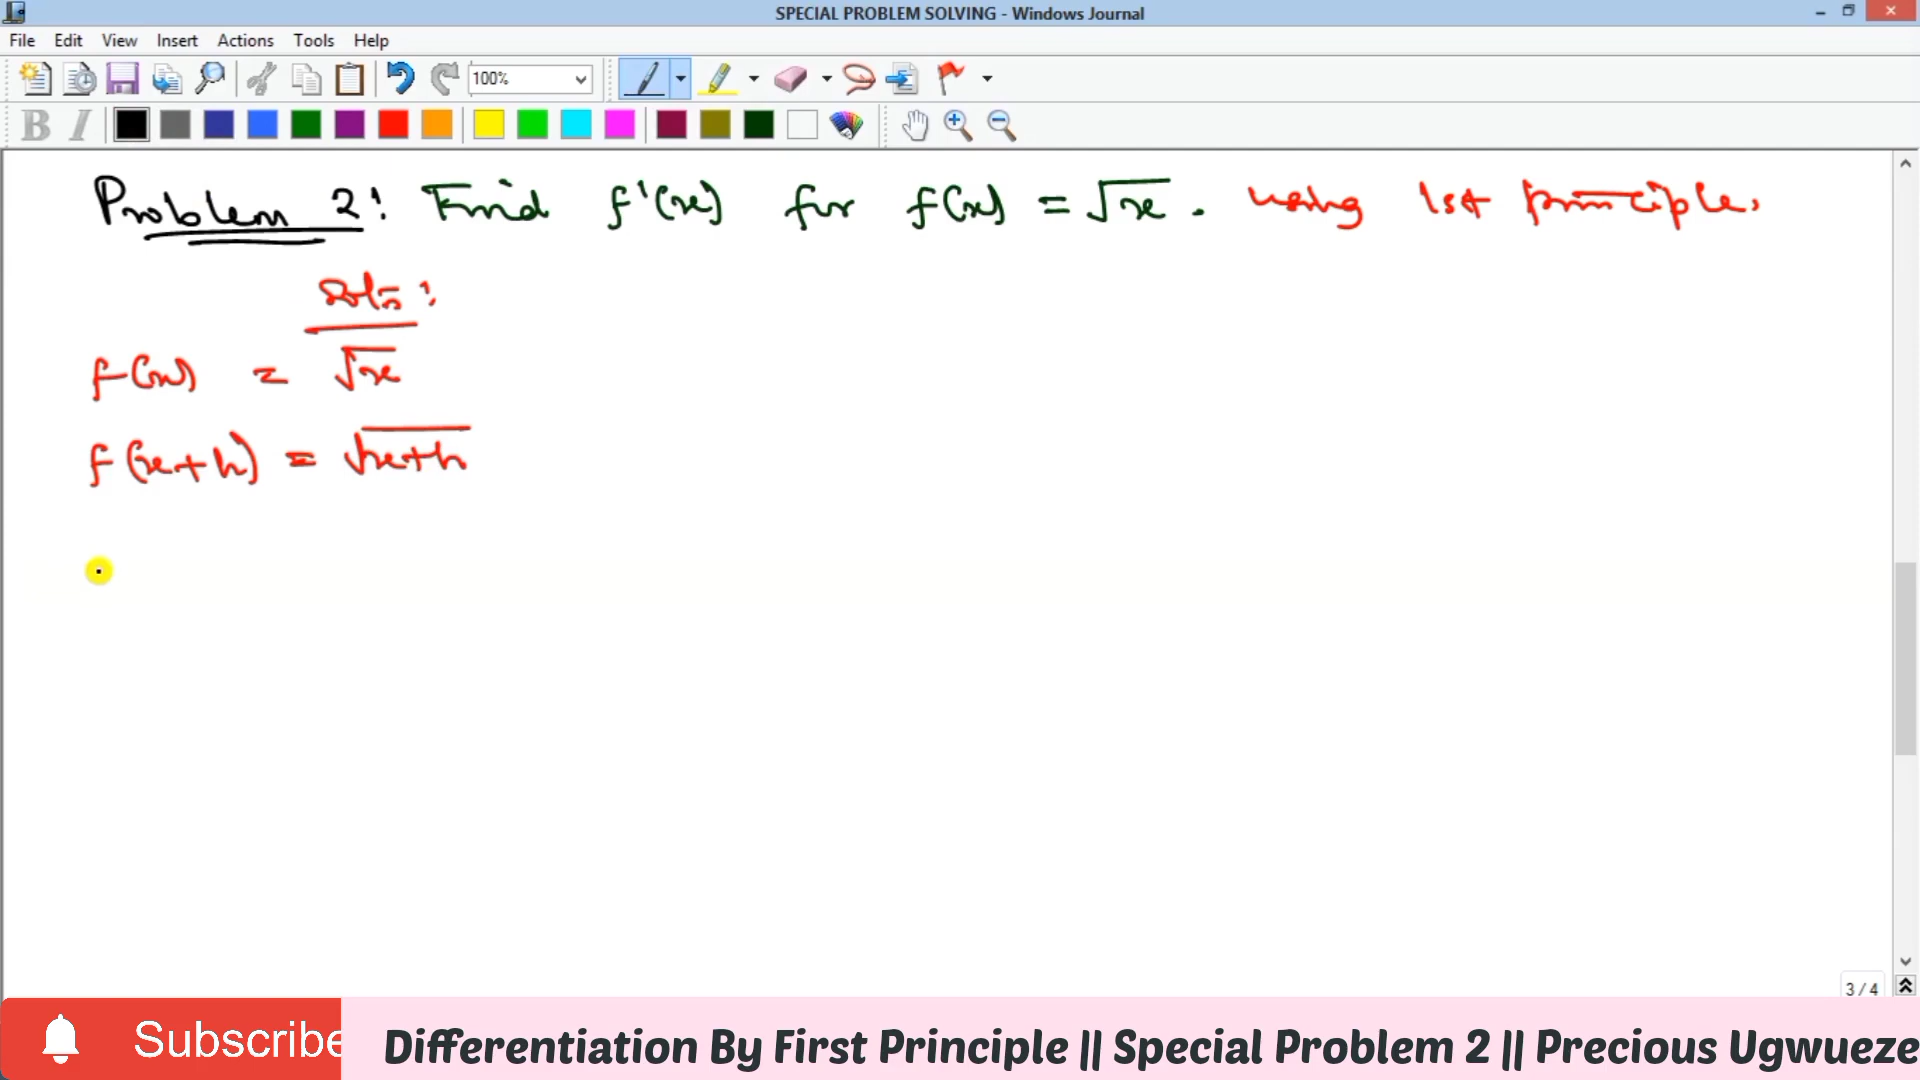 SPECIAL PROBLEM SOLVING - Windows Journal
File Edit View Insert Actions Tools Help
100%
B I
Problem 2: Find f'(x) for f(x) = √x. using 1st principle.
Soln:
f(x) = √x
f(x+h) = √x+h
3 / 4
Subscribe
Differentiation By First Principle || Special Problem 2 || Precious Ugwueze